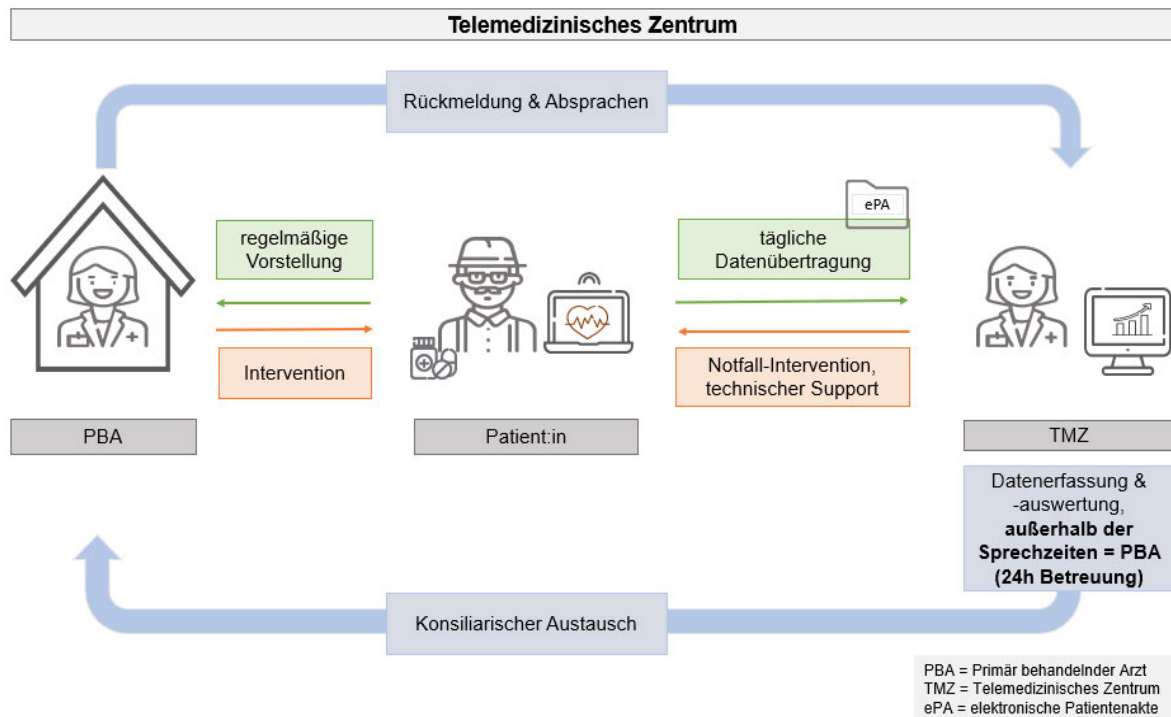 Telemedizinisches Zentrum
Rückmeldung & Absprachen
ePA
regelmäßige
Vorstellung
tägliche
Datenübertragung
Intervention
Notfall-Intervention,
technischer Support
PBA
Patient:in
TMZ
Datenerfassung &
-auswertung,
außerhalb der
Sprechzeiten = PBA
(24h Betreuung)
Konsiliarischer Austausch
PBA = Primär behandelnder Arzt
TMZ = Telemedizinisches Zentrum
ePA = elektronische Patientenakte